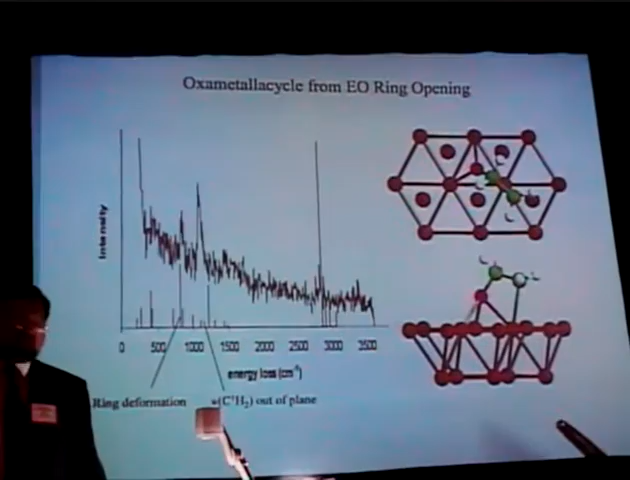 Oxametallacycle from EO Ring Opening
Intensity
0 500 1000 1500 2000 2500 3000 3500
energy loss (cm⁻¹)
Ring deformation
(C¹H₂) out of plane